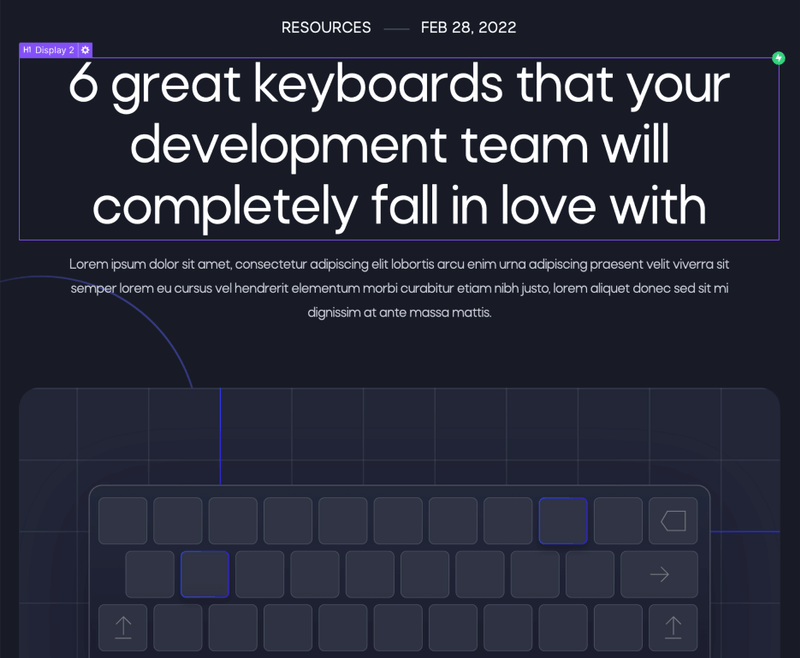 RESOURCES — FEB 28, 2022
H1 Display 2
6 great keyboards that your
development team will
completely fall in love with
Lorem ipsum dolor sit amet, consectetur adipiscing elit lobortis arcu enim urna adipiscing praesent velit viverra sit
semper lorem eu cursus vel hendrerit elementum morbi curabitur etiam nibh justo, lorem aliquet donec sed sit mi
dignissim at ante massa mattis.